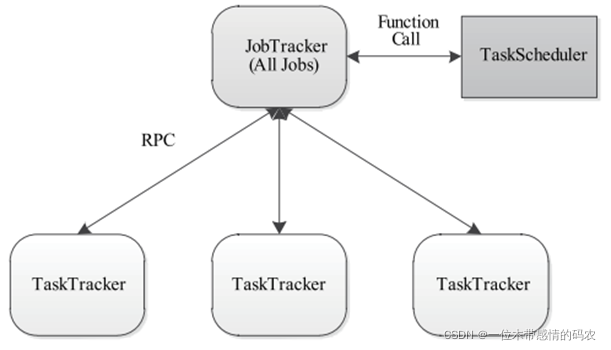 JobTracker
(All Jobs)
Function
Call
TaskScheduler
RPC
TaskTracker
TaskTracker
TaskTracker
CSDN @一位木带感情的码农